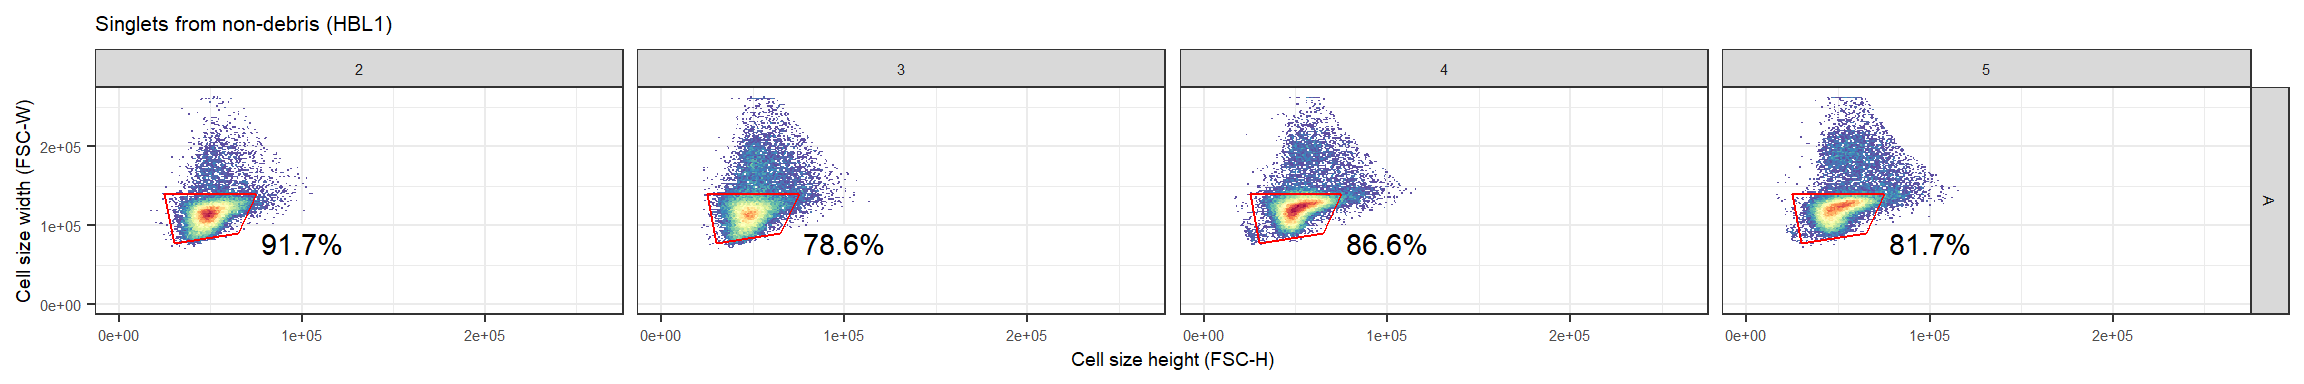 Singlets from non-debris (HBL1)
2
3
4
5
Cell size width (FSC-W)
2e+05
1e+05
0e+00
91.7%
78.6%
86.6%
81.7%
A
0e+00
1e+05
2e+05
0e+00
1e+05
2e+05
0e+00
1e+05
2e+05
0e+00
1e+05
2e+05
Cell size height (FSC-H)